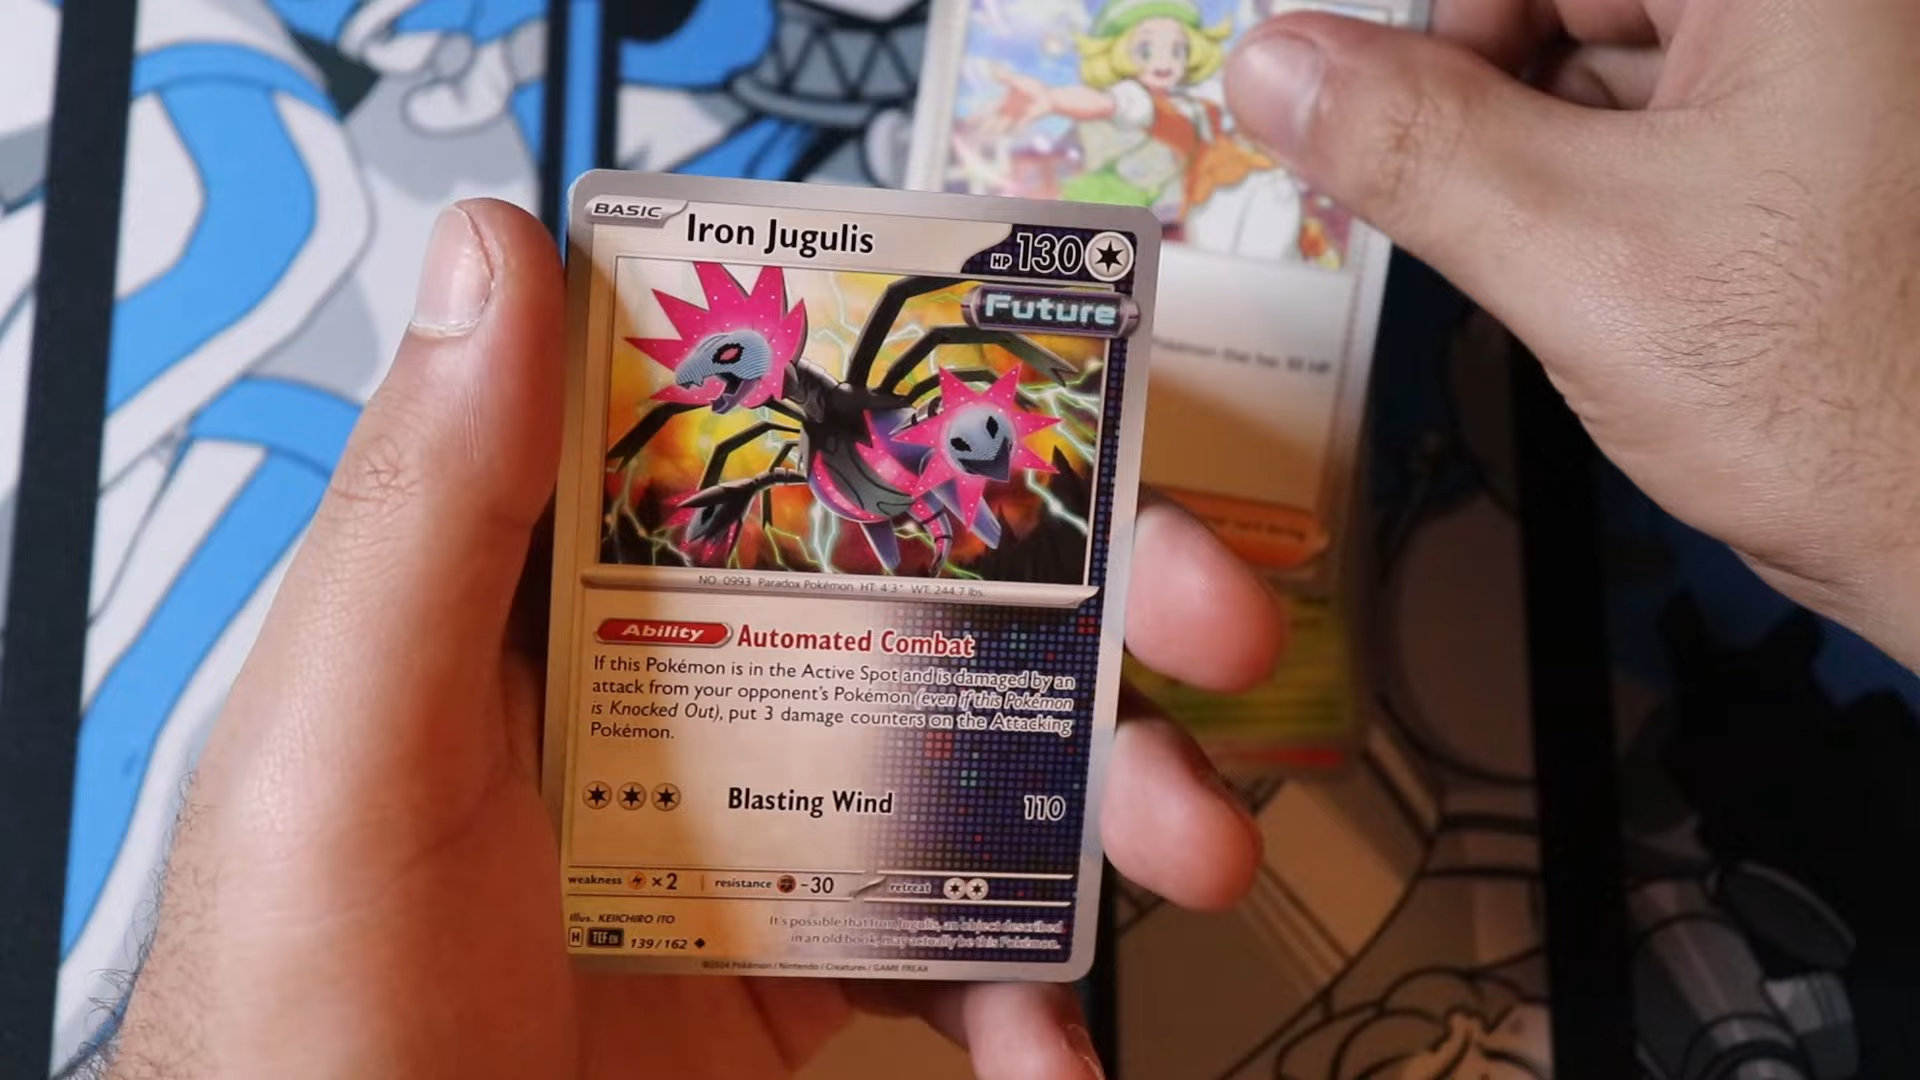 BASIC
Iron Jugulis
HP 130
Future
NO. 0993 Paradox Pokémon HT: 4'3" WT: 244.7 lbs.
Ability Automated Combat
If this Pokémon is in the Active Spot and is damaged by an
attack from your opponent's Pokémon (even if this Pokémon
is Knocked Out), put 3 damage counters on the Attacking
Pokémon.
Blasting Wind 110
weakness ×2 resistance -30 retreat
Illus. KEIICHIRO ITO
It's possible that Iron Jugulis, an object described
in an old book, may actually be this Pokémon.
H TEF EN 139/162
©2024 Pokémon / Nintendo / Creatures / GAME FREAK